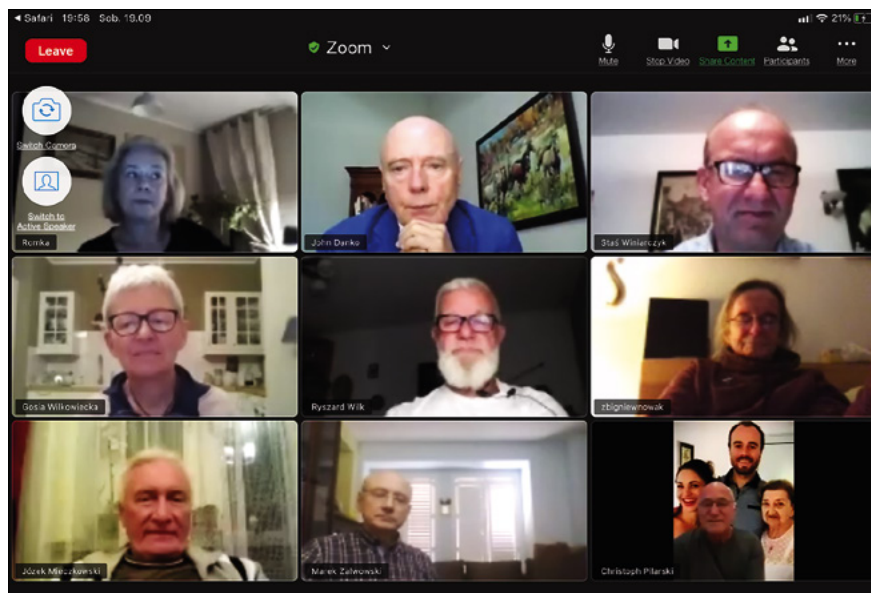 ◀ Safari 19:58 Sob. 19.09
21%
Leave
Zoom
Mute
Stop Video
Share Content
Participants
More
Switch Camera
Switch to
Active Speaker
Romka
John Danko
Staś Winiarczyk
Gosia Wilkowiecka
Ryszard Wilk
zbigniewnowak
Józek Mieczkowski
Marek Zalwowski
Christoph Pilarski